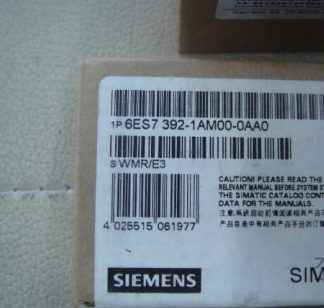 1P 6ES7 392-1AM00-0AA0
S WMR/E3
CAUTION! PLEASE READ THE
RELEVANT MANUAL BEFORE SYSTEM S
THE SIMATIC CATALOG CONT
DATA FOR THE MANUALS.
4 025515 061977
SIEMENS
SIM